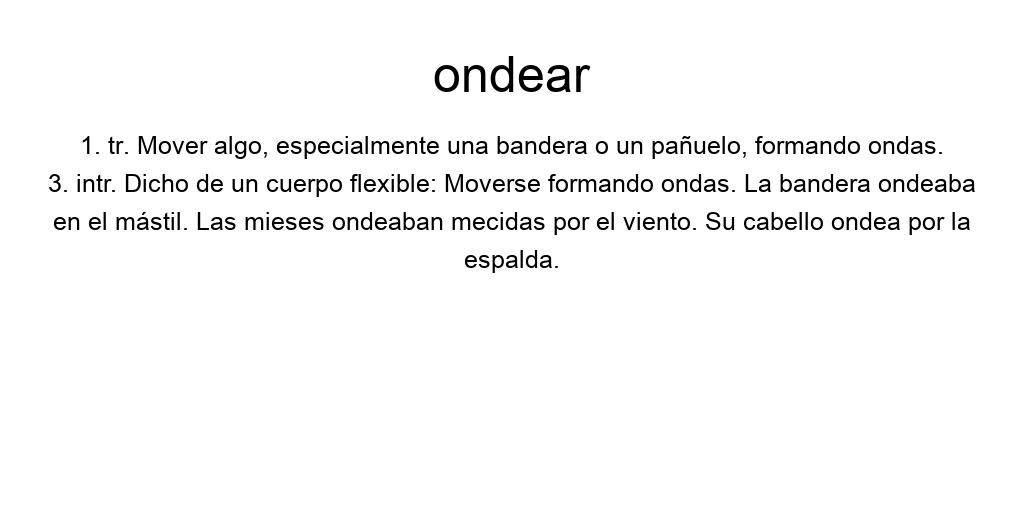 ondear
1. tr. Mover algo, especialmente una bandera o un pañuelo, formando ondas.
3. intr. Dicho de un cuerpo flexible: Moverse formando ondas. La bandera ondeaba
en el mástil. Las mieses ondeaban mecidas por el viento. Su cabello ondea por la
espalda.